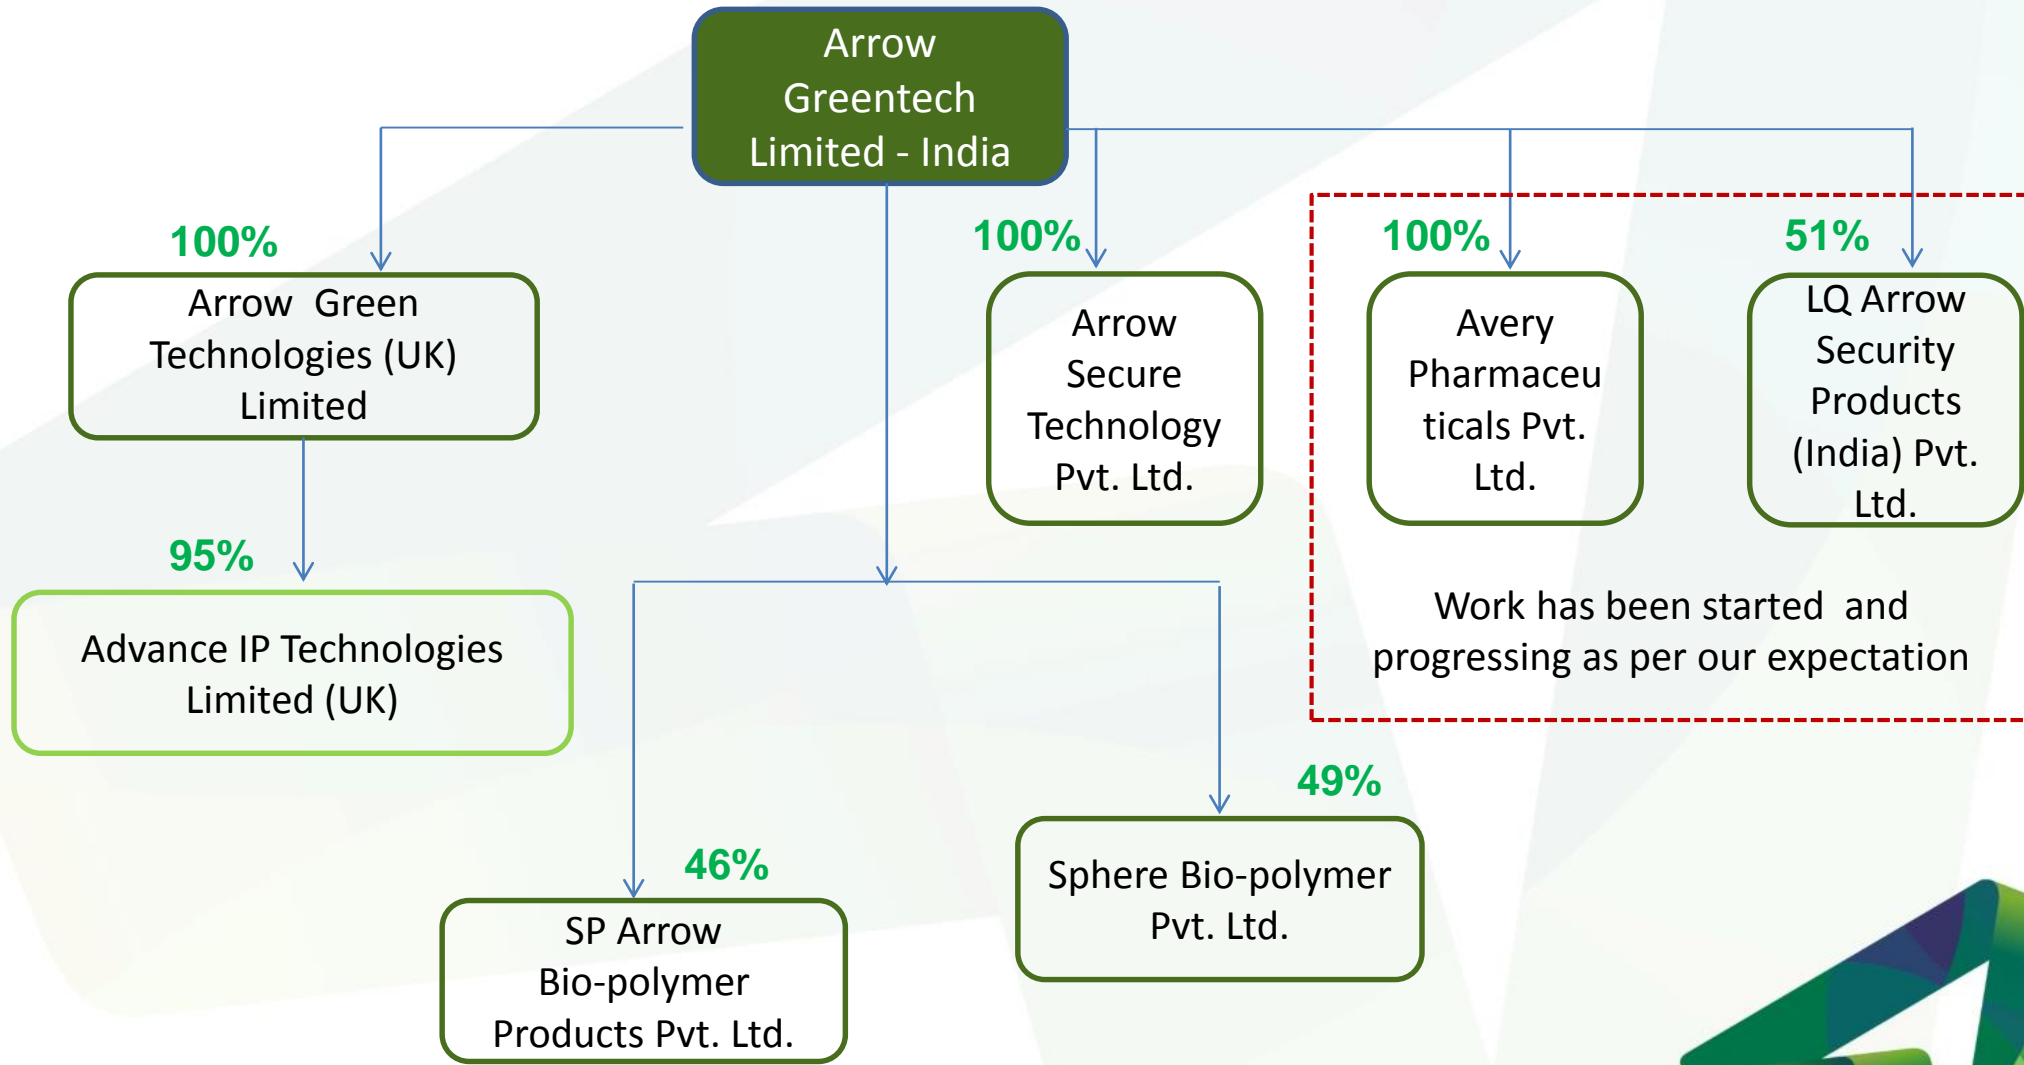 Arrow
Greentech
Limited - India
100%
Arrow Green
Technologies (UK)
Limited
100%
Arrow
Secure
Technology
Pvt. Ltd.
100%
Avery
Pharmaceu
ticals Pvt.
Ltd.
51%
LQ Arrow
Security
Products
(India) Pvt.
Ltd.
95%
Advance IP Technologies
Limited (UK)
Work has been started and
progressing as per our expectation
46%
SP Arrow
Bio-polymer
Products Pvt. Ltd.
49%
Sphere Bio-polymer
Pvt. Ltd.